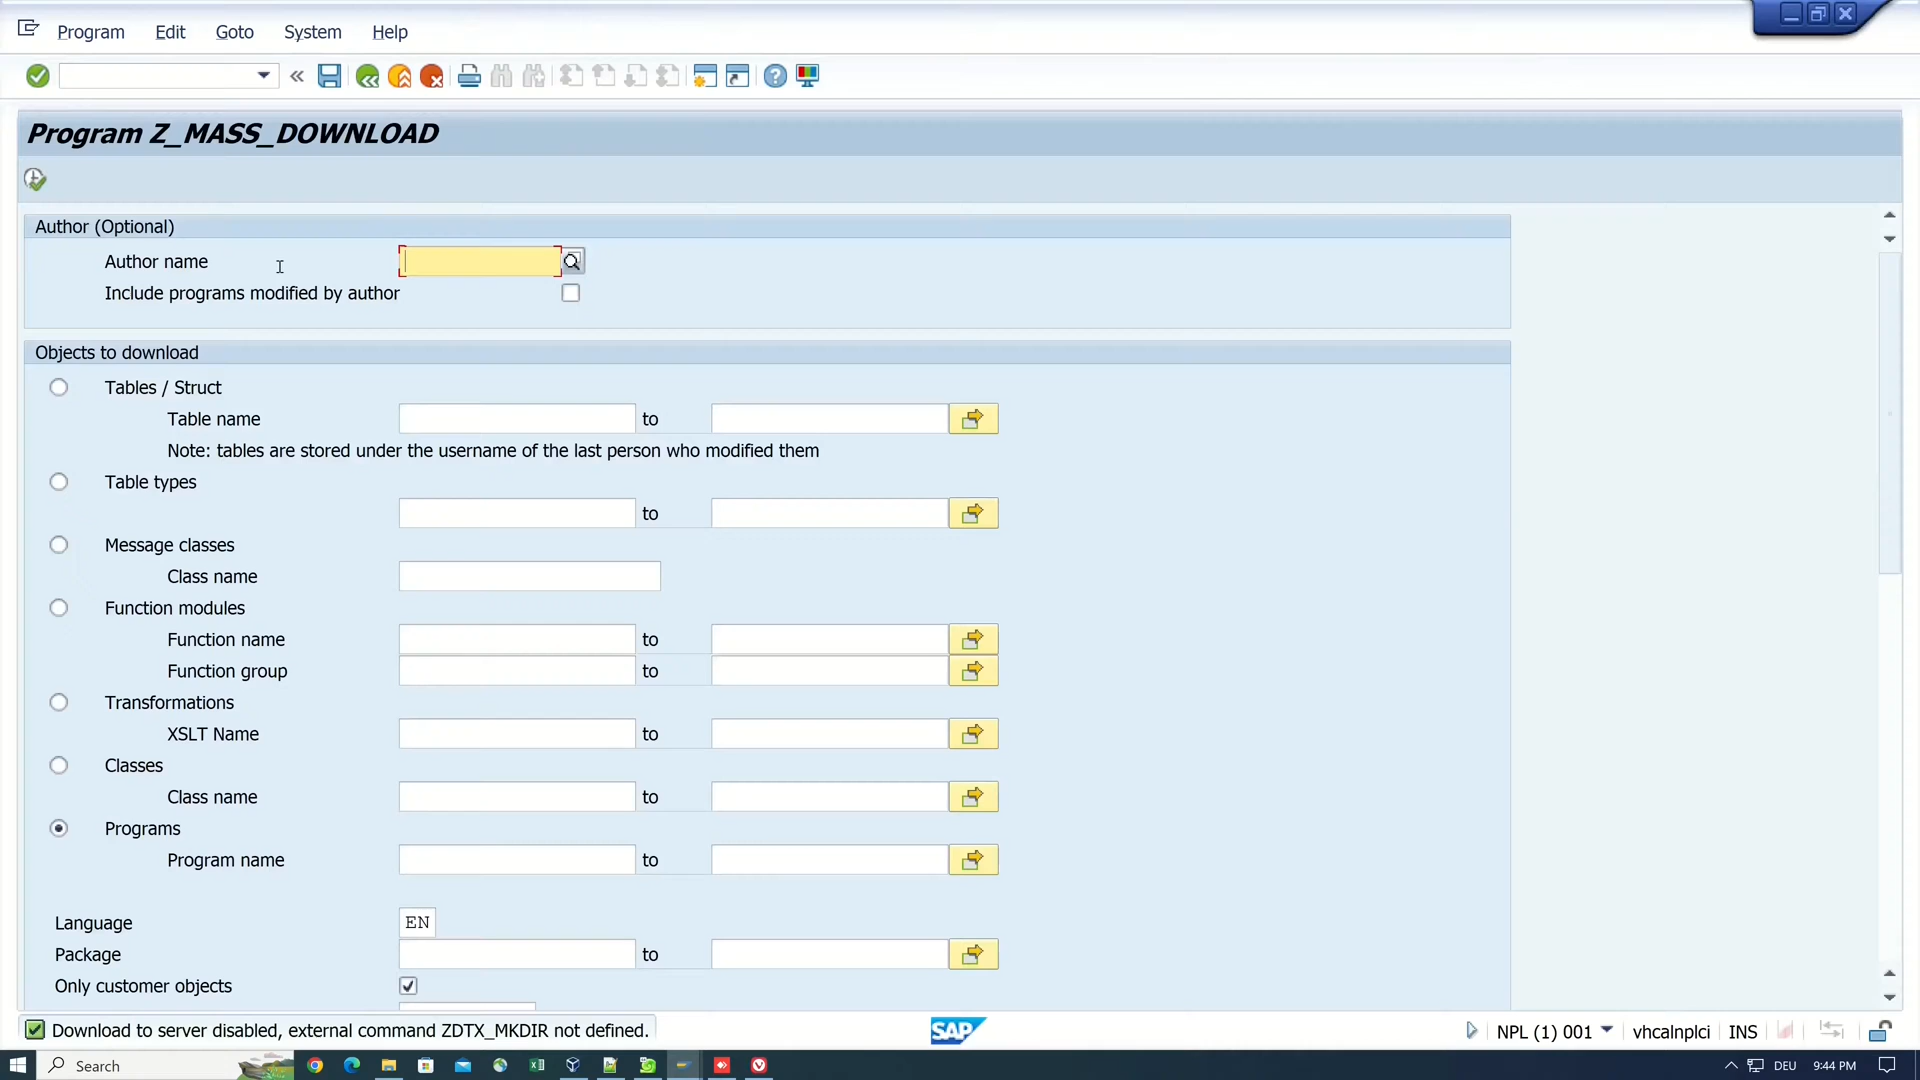 Program Edit Goto System Help
Program Z_MASS_DOWNLOAD
Author (Optional)
Author name
Include programs modified by author
Objects to download
Tables / Struct
Table name to
Note: tables are stored under the username of the last person who modified them
Table types
to
Message classes
Class name
Function modules
Function name to
Function group to
Transformations
XSLT Name to
Classes
Class name to
Programs
Program name to
Language EN
Package to
Only customer objects
Download to server disabled, external command ZDTX_MKDIR not defined.
SAP
NPL (1) 001 vhcalnplci INS
Search
DEU 9:44 PM